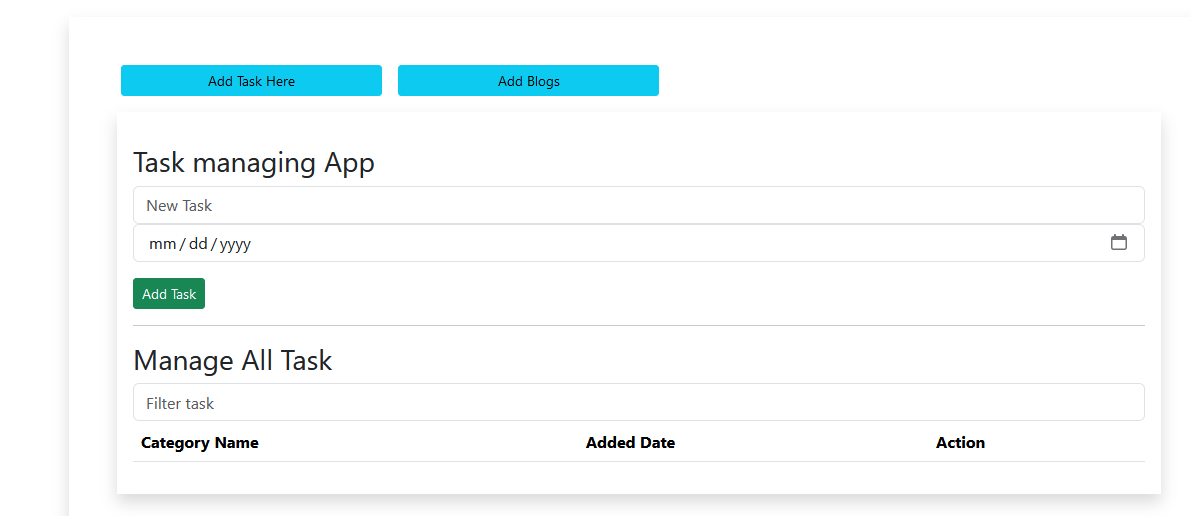 Add Task Here Add Blogs
Task managing App
New Task
mm/dd/yyyy
Add Task
Manage All Task
Filter task
Category Name Added Date Action